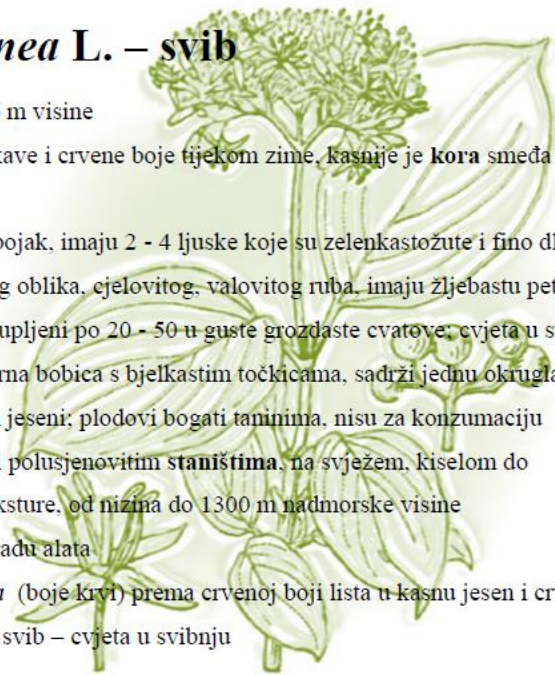 nea L. – svib
m visine
tave i crvene boje tijekom zime, kasnije je kora smeđa
pojak, imaju 2 - 4 ljuske koje su zelenkastožute i fino dl
g oblika, cjelovitog, valovitog ruba, imaju žljebastu pet
upljeni po 20 - 50 u guste grozdaste cvatove; cvjeta u s
rna bobica s bjelkastim točkicama, sadrži jednu okrugla
jeseni; plodovi bogati taninima, nisu za konzumaciju
polusjenovitim staništima, na svježem, kiselom do
ksture, od nizina do 1300 m nadmorske visine
radu alata
(boje krvi) prema crvenoj boji lista u kasnu jesen i crv
svib – cvjeta u svibnju